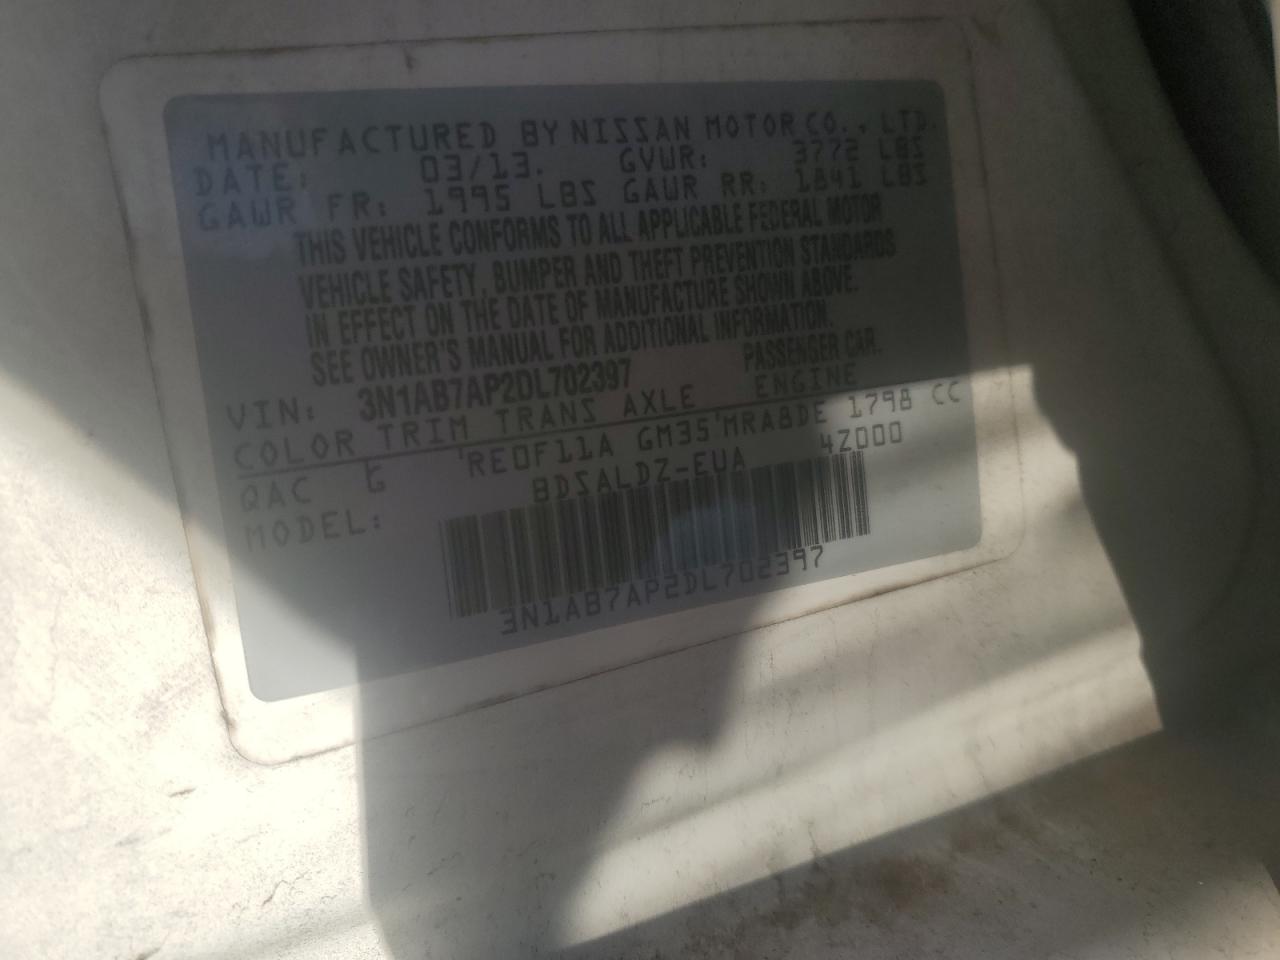 MANUFACTURED BY NISSAN MOTOR CO., LTD.
DATE: 03/13. GVWR: 3772 LBS
GAWR FR: 1995 LBS GAWR RR: 1841 LBS
THIS VEHICLE CONFORMS TO ALL APPLICABLE FEDERAL MOTOR
VEHICLE SAFETY, BUMPER AND THEFT PREVENTION STANDARDS
IN EFFECT ON THE DATE OF MANUFACTURE SHOWN ABOVE.
SEE OWNER'S MANUAL FOR ADDITIONAL INFORMATION.
VIN: 3N1AB7AP2DL702397 PASSENGER CAR.
COLOR TRIM TRANS AXLE ENGINE
QAC G RE0F11A GM35 MRA8DE 1798 CC
MODEL: BDSALDZ-EUA 4Z000
3N1AB7AP2DL702397